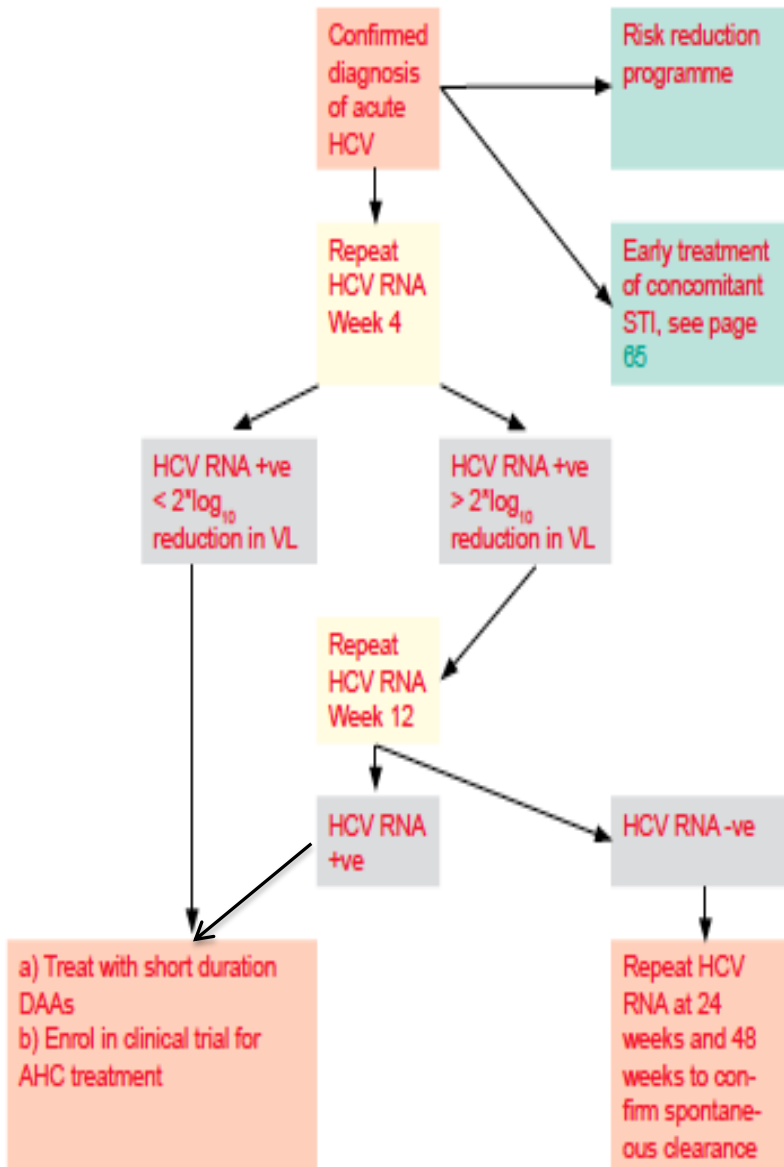 Confirmed
diagnosis
of acute
HCV
Risk reduction
programme
Repeat
HCV RNA
Week 4
Early treatment
of concomitant
STI, see page
65
HCV RNA +ve
< 2*log10
reduction in VL
HCV RNA +ve
> 2*log10
reduction in VL
Repeat
HCV RNA
Week 12
HCV RNA
+ve
HCV RNA -ve
a) Treat with short duration
DAAs
b) Enrol in clinical trial for
AHC treatment
Repeat HCV
RNA at 24
weeks and 48
weeks to con-
firm spontane-
ous clearance